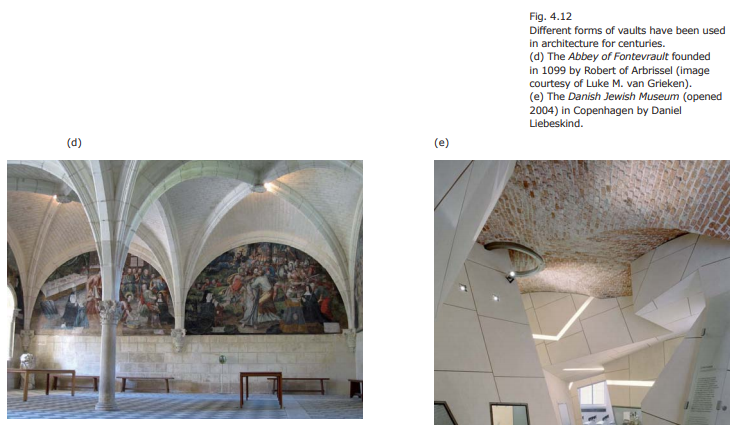 Fig. 4.12
Different forms of vaults have been used
in architecture for centuries.
(d) The Abbey of Fontevrault founded
in 1099 by Robert of Arbrissel (image
courtesy of Luke M. van Grieken).
(e) The Danish Jewish Museum (opened
2004) in Copenhagen by Daniel
Liebeskind.
(d)
(e)